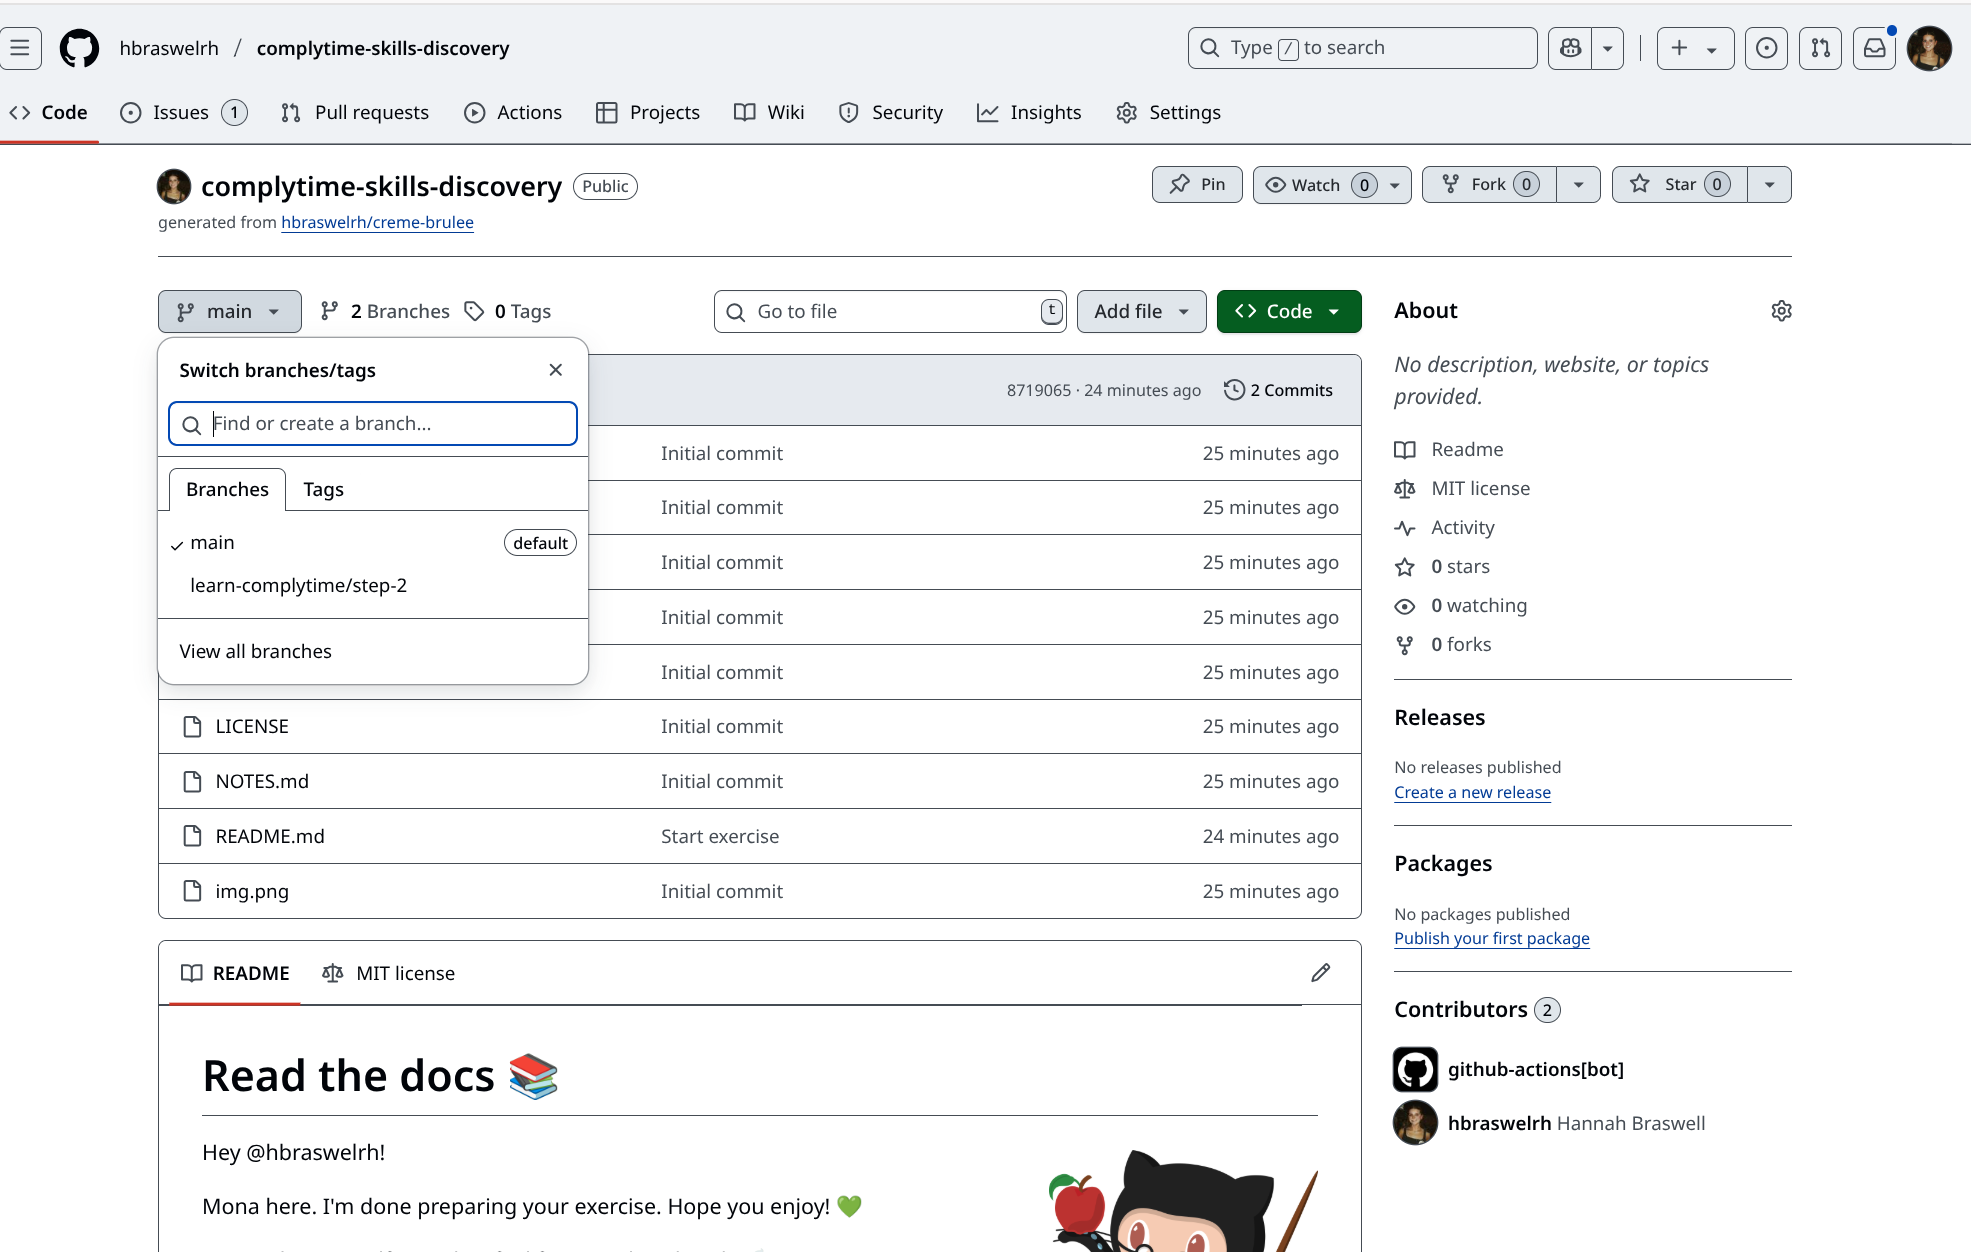 hbraswelrh / complytime-skills-discovery
Type / to search
Code
Issues 1
Pull requests
Actions
Projects
Wiki
Security
Insights
Settings
complytime-skills-discovery Public
generated from hbraswelrh/creme-brulee
Pin
Watch 0
Fork 0
Star 0
main
2 Branches
0 Tags
Go to file t
Add file
Code
Switch branches/tags
Find or create a branch...
Branches
Tags
main default
learn-complytime/step-2
View all branches
8719065 · 24 minutes ago
2 Commits
Initial commit 25 minutes ago
Initial commit 25 minutes ago
Initial commit 25 minutes ago
Initial commit 25 minutes ago
Initial commit 25 minutes ago
LICENSE Initial commit 25 minutes ago
NOTES.md Initial commit 25 minutes ago
README.md Start exercise 24 minutes ago
img.png Initial commit 25 minutes ago
README
MIT license
Read the docs 📚
Hey @hbraswelrh!
Mona here. I'm done preparing your exercise. Hope you enjoy! 💚
About
No description, website, or topics
provided.
Readme
MIT license
Activity
0 stars
0 watching
0 forks
Releases
No releases published
Create a new release
Packages
No packages published
Publish your first package
Contributors 2
github-actions[bot]
hbraswelrh Hannah Braswell